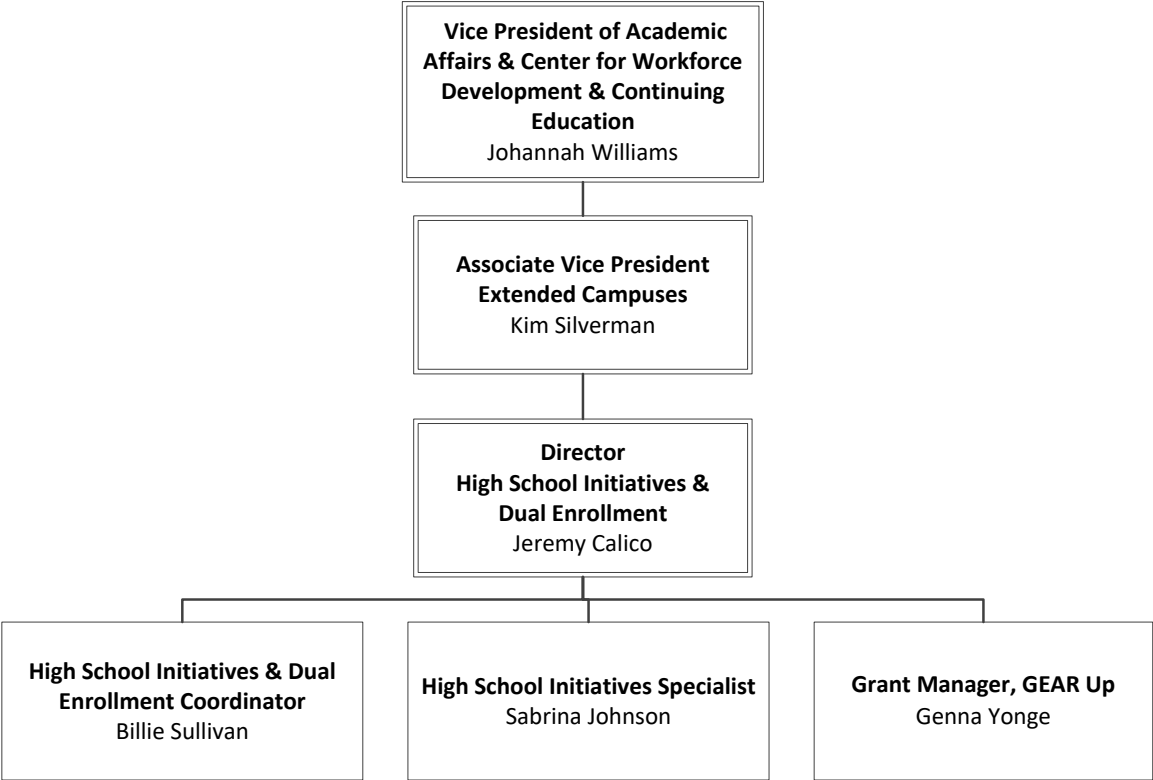 Vice President of Academic
Affairs & Center for Workforce
Development & Continuing
Education
Johannah Williams
Associate Vice President
Extended Campuses
Kim Silverman
Director
High School Initiatives &
Dual Enrollment
Jeremy Calico
High School Initiatives & Dual
Enrollment Coordinator
Billie Sullivan
High School Initiatives Specialist
Sabrina Johnson
Grant Manager, GEAR Up
Genna Yonge